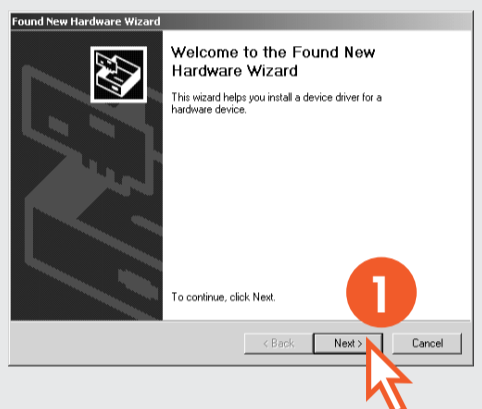 Found New Hardware Wizard
Welcome to the Found New
Hardware Wizard
This wizard helps you install a device driver for a
hardware device.
To continue, click Next.
1
< Back
Next >
Cancel